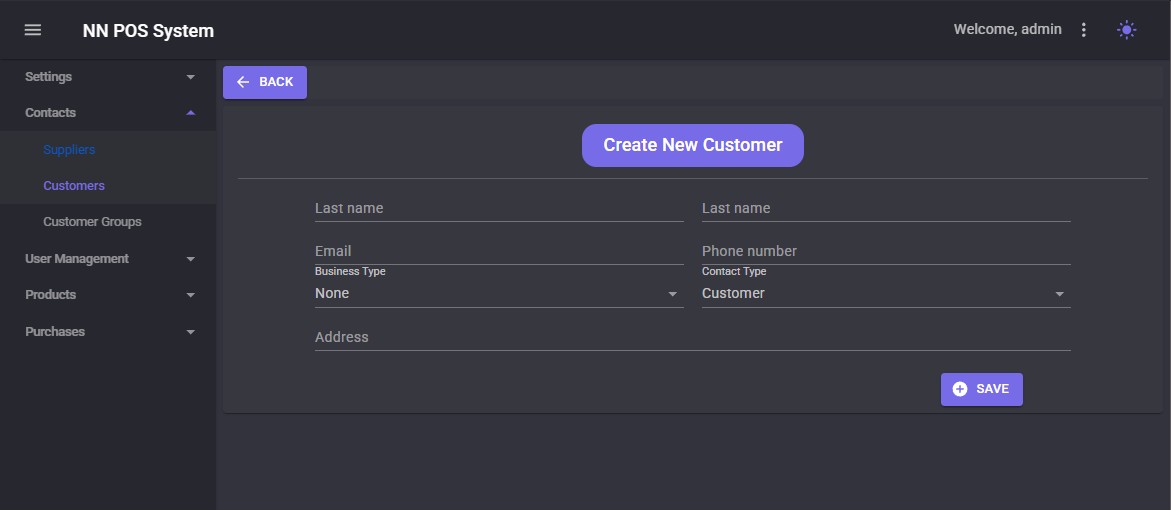 NN POS System
Welcome, admin
Settings
Contacts
Suppliers
Customers
Customer Groups
User Management
Products
Purchases
BACK
Create New Customer
Last name
Last name
Email
Phone number
Business Type
Contact Type
None
Customer
Address
SAVE